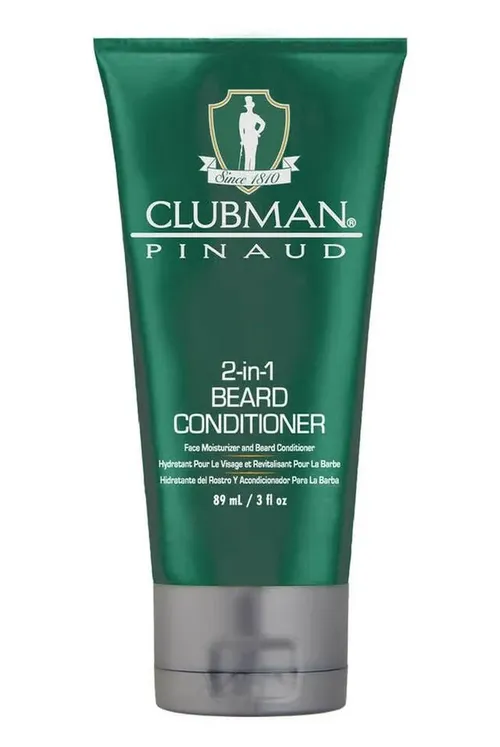 Since 1810
CLUBMAN®
PINAUD
2-in-1
BEARD
CONDITIONER
Face Moisturizer and Beard Conditioner
Hydratant Pour Le Visage et Revitalisant Pour La Barbe
Hidratante del Rostro Y Acondicionador Para La Barba
89 mL / 3 fl oz